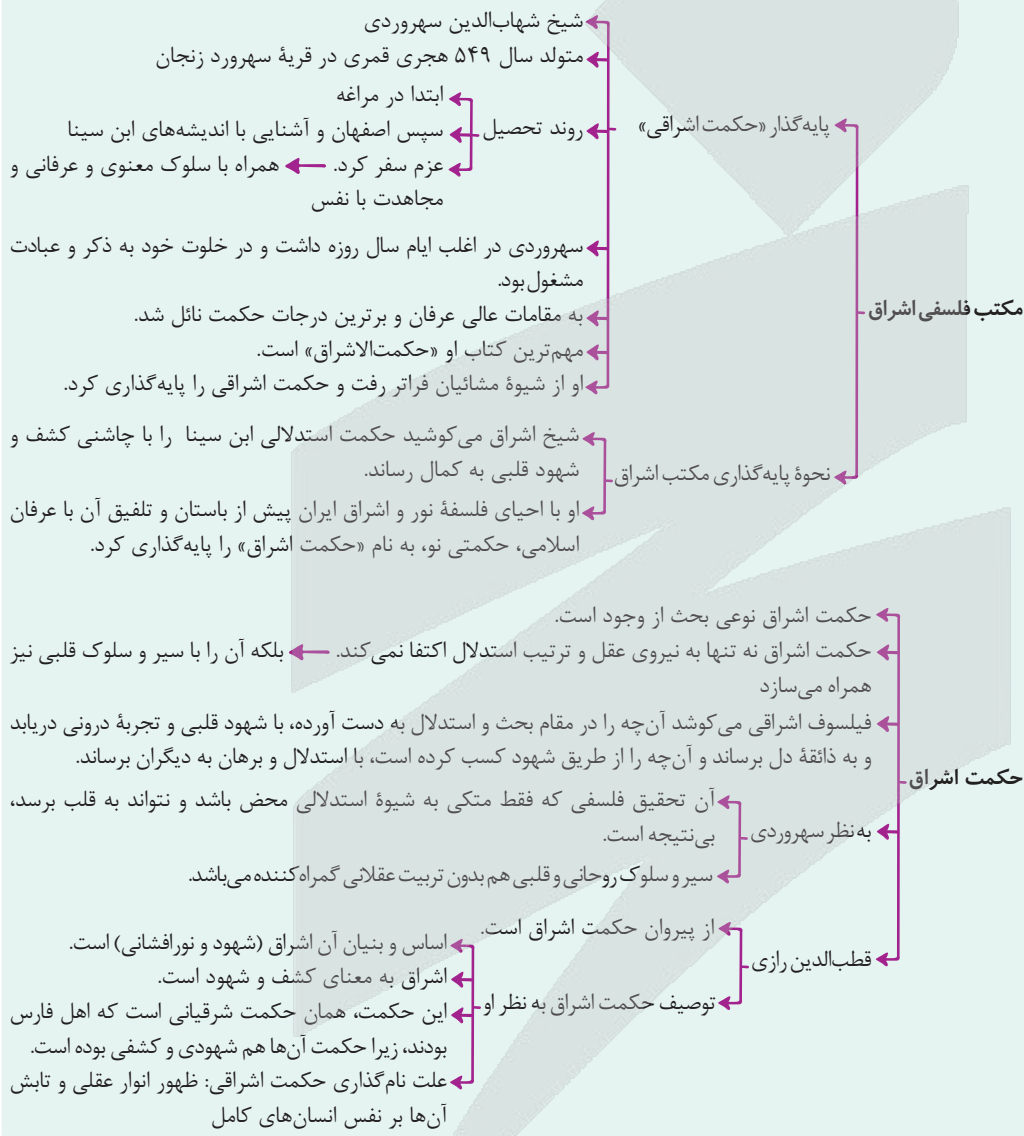 مکتب فلسفی اشراق
پایه‌گذار «حکمت اشراقی»
شیخ شهاب‌الدین سهروردی
متولد سال ۵۴۹ هجری قمری در قریهٔ سهرورد زنجان
روند تحصیل
ابتدا در مراغه
سپس اصفهان و آشنایی با اندیشه‌های ابن سینا
عزم سفر کرد. همراه با سلوک معنوی و عرفانی و
مجاهدت با نفس
سهروردی در اغلب ایام سال روزه داشت و در خلوت خود به ذکر و عبادت
مشغول بود.
به مقامات عالی عرفان و برترین درجات حکمت نائل شد.
مهم‌ترین کتاب او «حکمت‌الاشراق» است.
او از شیوهٔ مشائیان فراتر رفت و حکمت اشراقی را پایه‌گذاری کرد.
نحوهٔ پایه‌گذاری مکتب اشراق
شیخ اشراق می‌کوشید حکمت استدلالی ابن سینا را با چاشنی کشف و
شهود قلبی به کمال رساند.
او با احیای فلسفهٔ نور و اشراق ایران پیش از باستان و تلفیق آن با عرفان
اسلامی، حکمتی نو، به نام «حکمت اشراق» را پایه‌گذاری کرد.
حکمت اشراق
حکمت اشراق نوعی بحث از وجود است.
حکمت اشراق نه تنها به نیروی عقل و ترتیب استدلال اکتفا نمی‌کند. بلکه آن را با سیر و سلوک قلبی نیز
همراه می‌سازد
فیلسوف اشراقی می‌کوشد آن‌چه را در مقام بحث و استدلال به دست آورده، با شهود قلبی و تجربهٔ درونی دریابد
و به ذائقهٔ دل برساند و آن‌چه را از طریق شهود کسب کرده است، با استدلال و برهان به دیگران برساند.
به نظر سهروردی
آن تحقیق فلسفی که فقط متکی به شیوهٔ استدلالی محض باشد و نتواند به قلب برسد،
بی‌نتیجه است.
سیر و سلوک روحانی و قلبی هم بدون تربیت عقلانی گمراه‌کننده می‌باشد.
قطب‌الدین رازی
از پیروان حکمت اشراق است.
توصیف حکمت اشراق به نظر او
اساس و بنیان آن اشراق (شهود و نورافشانی) است.
اشراق به معنای کشف و شهود است.
این حکمت، همان حکمت شرقیانی است که اهل فارس
بودند، زیرا حکمت آن‌ها هم شهودی و کشفی بوده است.
علت نام‌گذاری حکمت اشراقی: ظهور انوار عقلی و تابش
آن‌ها بر نفس انسان‌های کامل